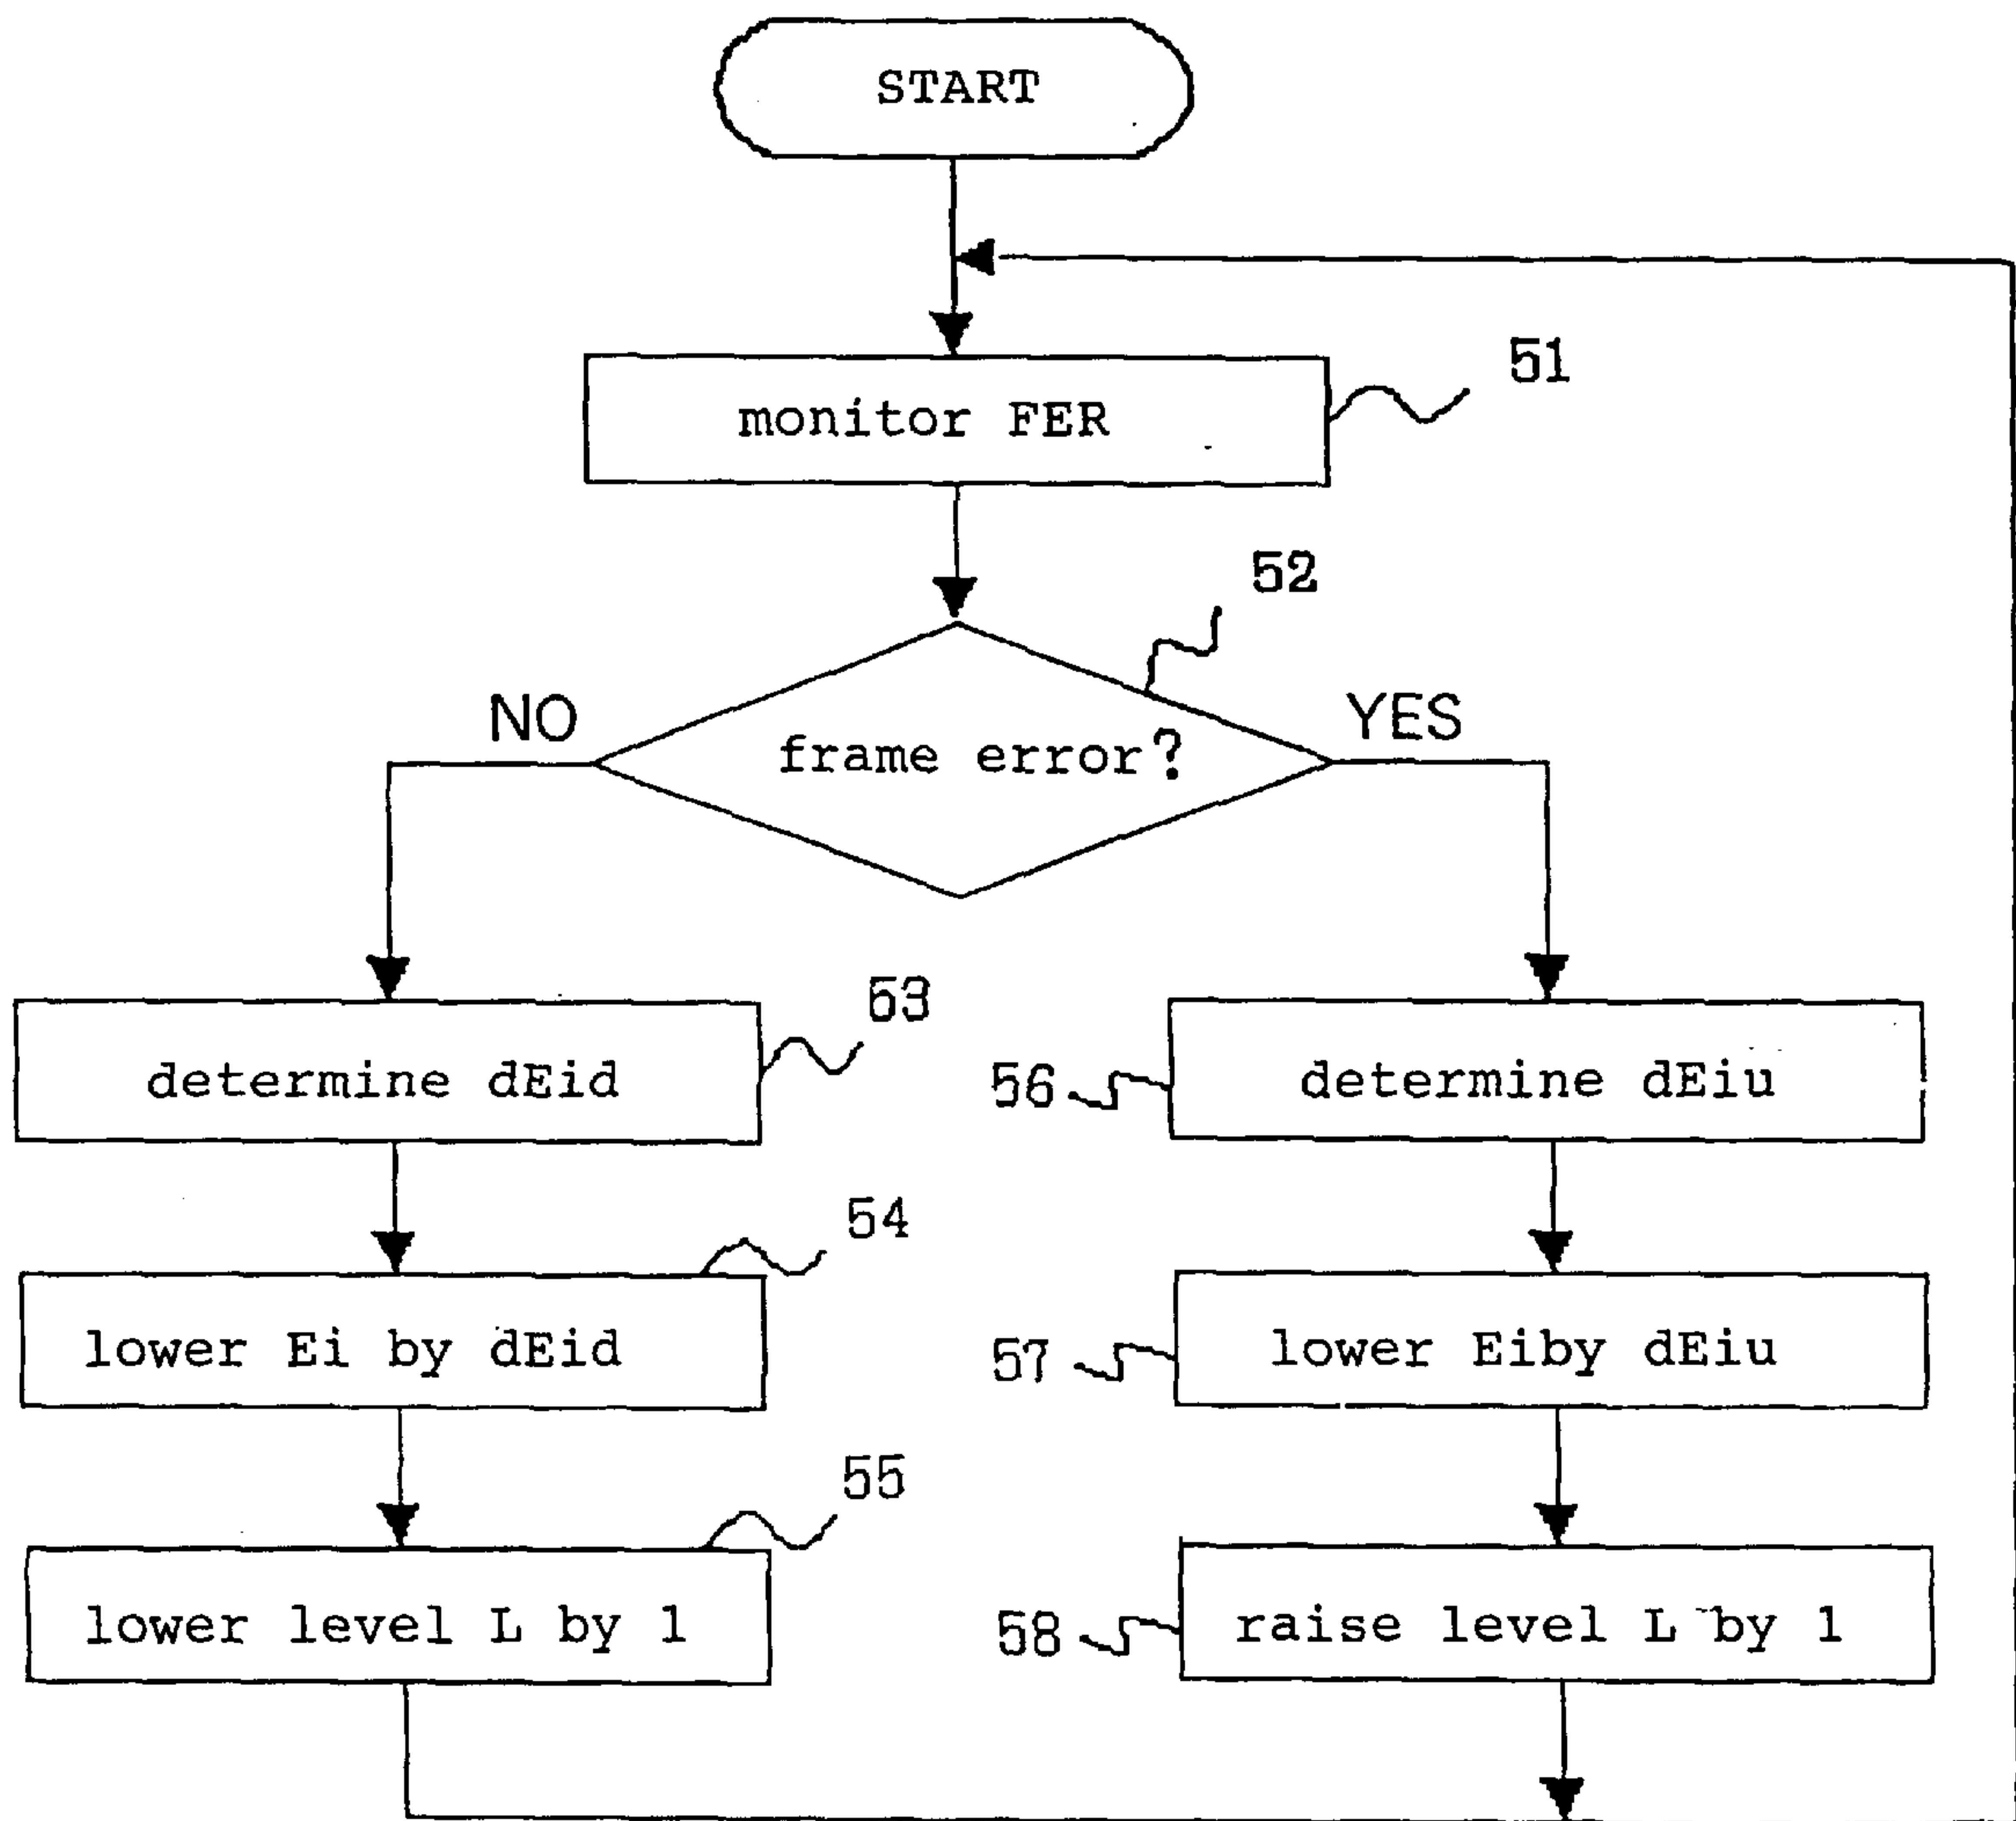 START
monitor FER
51
52
NO
frame error?
YES
determine dEid
53
lower Ei by dEid
54
lower level L by 1
55
56
determine dEiu
57
lower Eiby dEiu
58
raise level L by 1